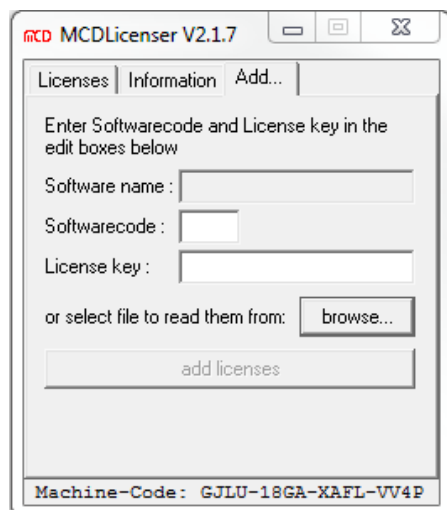 mCD MCDLicenser V2.1.7
Licenses Information Add...
Enter Softwarecode and License key in the
edit boxes below
Software name :
Softwarecode :
License key :
or select file to read them from: browse...
add licenses
Machine-Code: GJLU-18GA-XAFL-VV4P